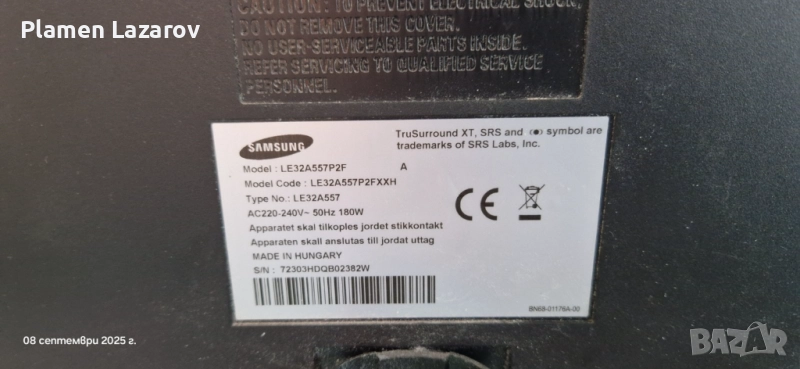 CAUTION: TO PREVENT ELECTRICAL SHOCK,
DO NOT REMOVE THIS COVER.
NO USER-SERVICEABLE PARTS INSIDE.
REFER SERVICING TO QUALIFIED SERVICE
PERSONNEL.
Plamen Lazarov
SAMSUNG
TruSurround XT, SRS and (●) symbol are
trademarks of SRS Labs, Inc.
Model : LE32A557P2F A
Model Code : LE32A557P2FXXH
Type No.: LE32A557
AC220-240V~ 50Hz 180W
Apparatet skal tilkoples jordet stikkontakt
Apparaten skall anslutas till jordat uttag
MADE IN HUNGARY
S/N : 72303HDQB02382W
CE
BN68-01178A-00
08 септември 2025 г.
BAZAR